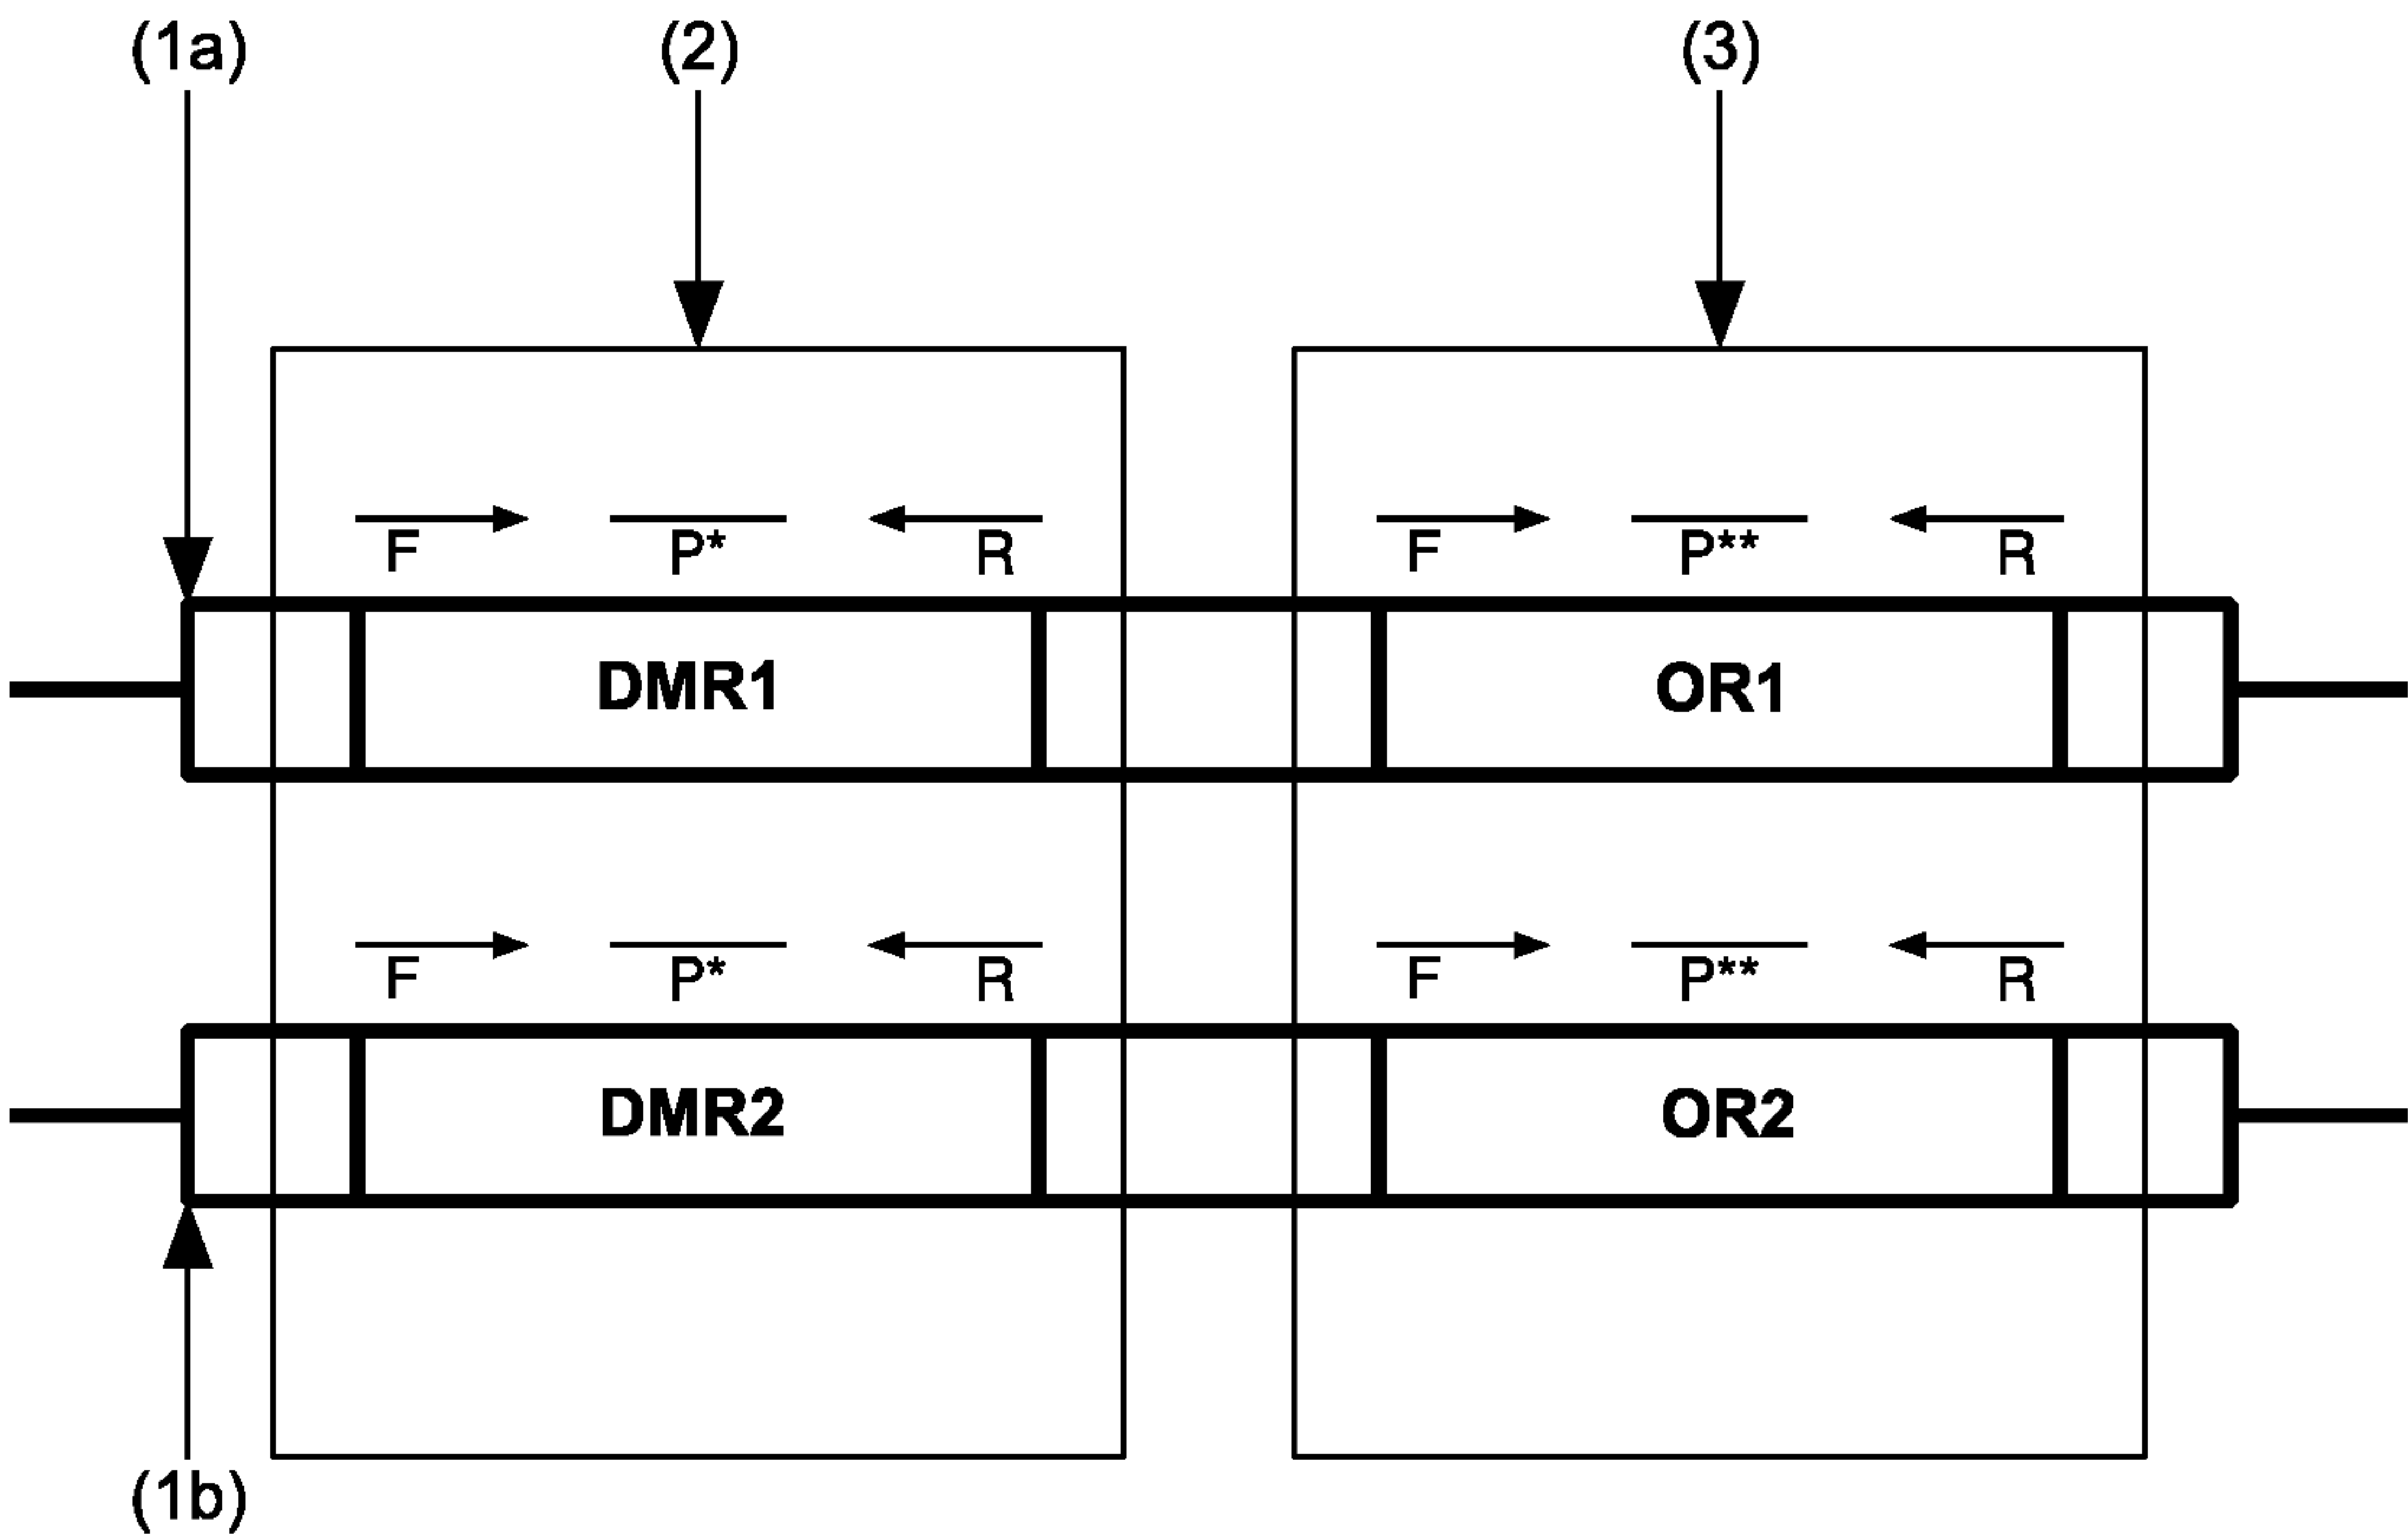 (1a) (2) (3)
F P* R F P** R
DMR1 OR1
F P* R F P** R
DMR2 OR2
(1b)